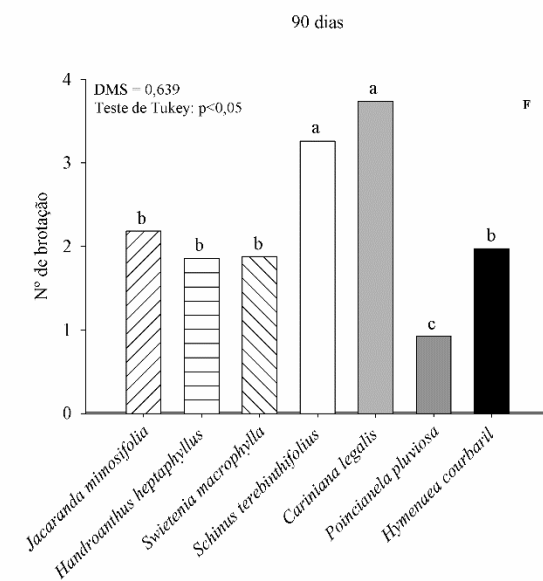 90 dias
DMS = 0,639
Teste de Tukey: p<0,05
F
Nº de brotação
4
3
2
1
0
b
b
b
a
a
c
b
Jacaranda mimosifolia
Handroanthus heptaphyllus
Swietenia macrophylla
Schinus terebinthifolius
Cariniana legalis
Poincianela pluviosa
Hymenaea courbaril